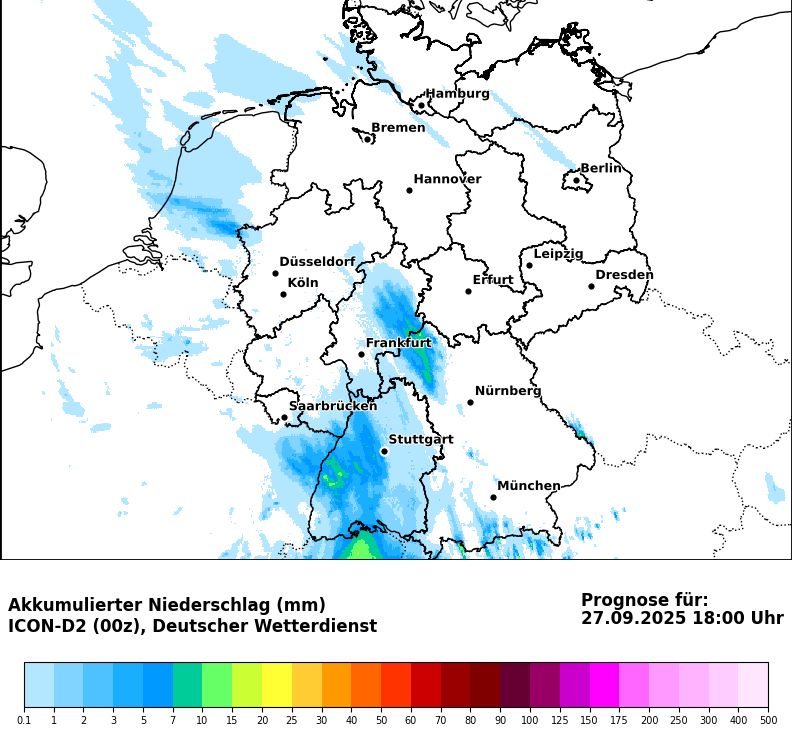 Hamburg
Bremen
Berlin
Hannover
Leipzig
Düsseldorf
Dresden
Köln
Erfurt
Frankfurt
Nürnberg
Saarbrücken
Stuttgart
München
Akkumulierter Niederschlag (mm)
ICON-D2 (00z), Deutscher Wetterdienst
Prognose für:
27.09.2025 18:00 Uhr
0.1 1 2 3 5 7 10 15 20 25 30 40 50 60 70 80 90 100 125 150 175 200 250 300 400 500